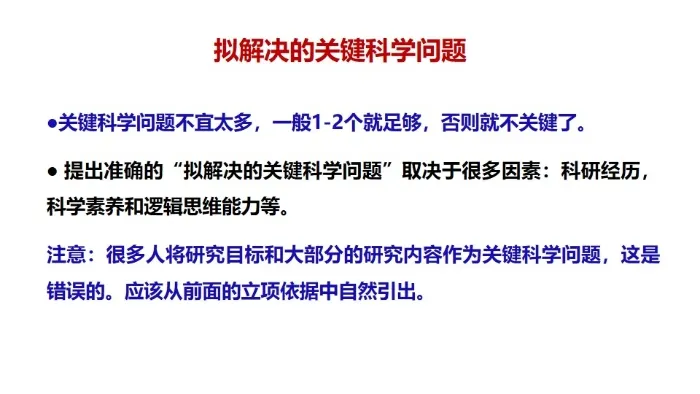 拟解决的关键科学问题
●关键科学问题不宜太多，一般1-2个就足够，否则就不关键了。
● 提出准确的“拟解决的关键科学问题”取决于很多因素：科研经历，
科学素养和逻辑思维能力等。
注意：很多人将研究目标和大部分的研究内容作为关键科学问题，这是
错误的。应该从前面的立项依据中自然引出。